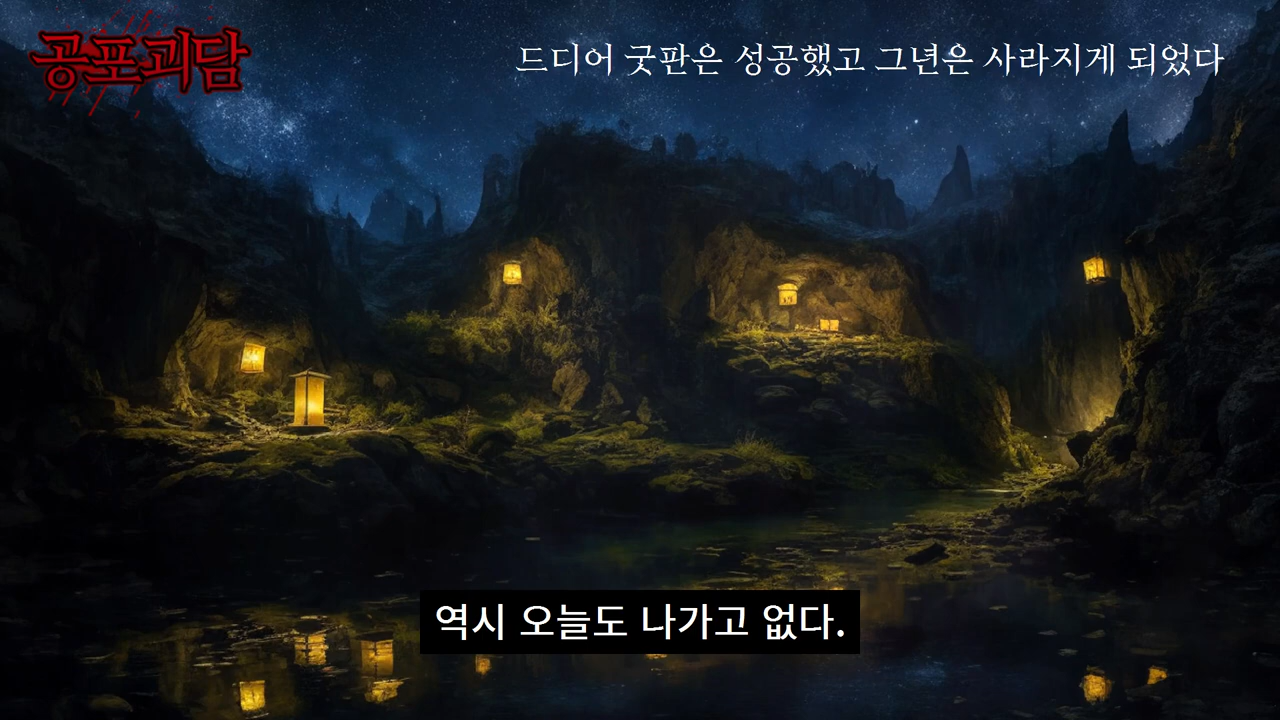 공포괴담
드디어 굿판은 성공했고 그년은 사라지게 되었다
역시 오늘도 나가고 없다.